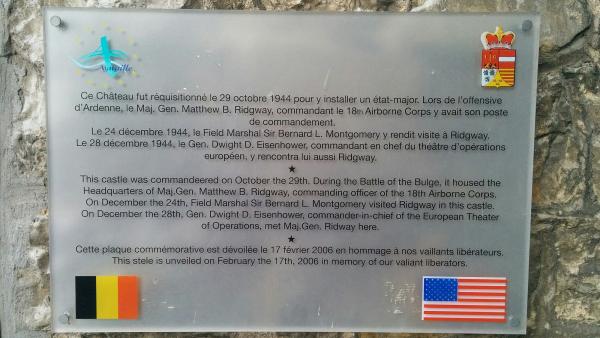 Aywaille
Ce Château fut réquisitionné le 29 octobre 1944 pour y installer un état-major. Lors de l'offensive
d'Ardenne, le Maj. Gen. Matthew B. Ridgway, commandant le 18th Airborne Corps y avait son poste
de commandement.
Le 24 décembre 1944, le Field Marshal Sir Bernard L. Montgomery y rendit visite à Ridgway.
Le 28 décembre 1944, le Gen. Dwight D. Eisenhower, commandant en chef du théâtre d'opérations
européen, y rencontra lui aussi Ridgway.
★
This castle was commandeered on October the 29th. During the Battle of the Bulge, it housed the
Headquarters of Maj.Gen. Matthew B. Ridgway, commanding officer of the 18th Airborne Corps.
On December the 24th, Field Marshal Sir Bernard L. Montgomery visited Ridgway in this castle.
On December the 28th, Gen. Dwight D. Eisenhower, commander-in-chief of the European Theater
of Operations, met Maj.Gen. Ridway here.
★
Cette plaque commémorative est dévoilée le 17 février 2006 en hommage à nos vaillants libérateurs.
This stele is unveiled on February the 17th, 2006 in memory of our valiant liberators.